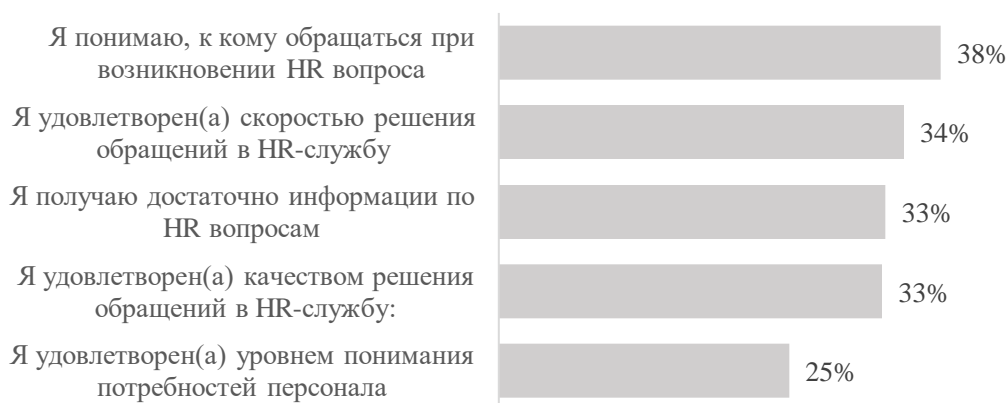 Я понимаю, к кому обращаться при
возникновении HR вопроса
38%
Я удовлетворен(а) скоростью решения
обращений в HR-службу
34%
Я получаю достаточно информации по
HR вопросам
33%
Я удовлетворен(а) качеством решения
обращений в HR-службу:
33%
Я удовлетворен(а) уровнем понимания
потребностей персонала
25%